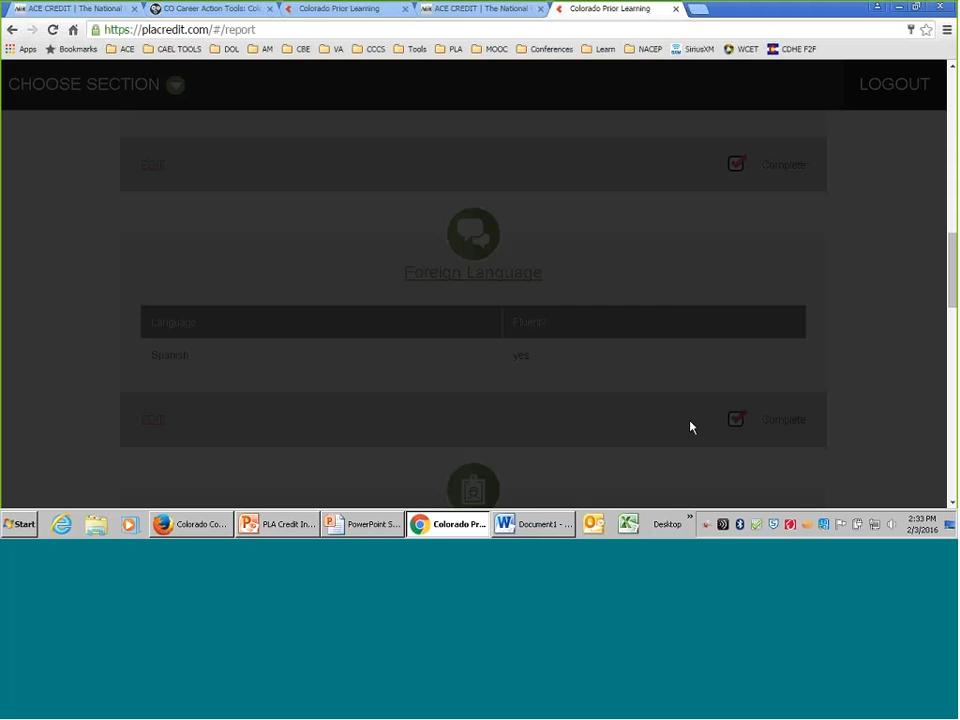 ACE CREDIT | The National
CO Career Action Tools: Col
Colorado Prior Learning
ACE CREDIT | The National
Colorado Prior Learning
https://placredit.com/#/report
Apps
Bookmarks
ACE
CAEL TOOLS
DOL
AM
CBE
VA
CCCS
Tools
PLA
MOOC
Conferences
Learn
NACEP
SiriusXM
WCET
CDHE F2F
CHOOSE SECTION
LOGOUT
EDIT
Complete
Foreign Language
Language
Fluent?
Spanish
yes
EDIT
Complete
Start
Colorado Co...
PLA Credit In...
PowerPoint S...
Colorado Pr...
Document1 - ...
Desktop
2:33 PM
2/3/2016